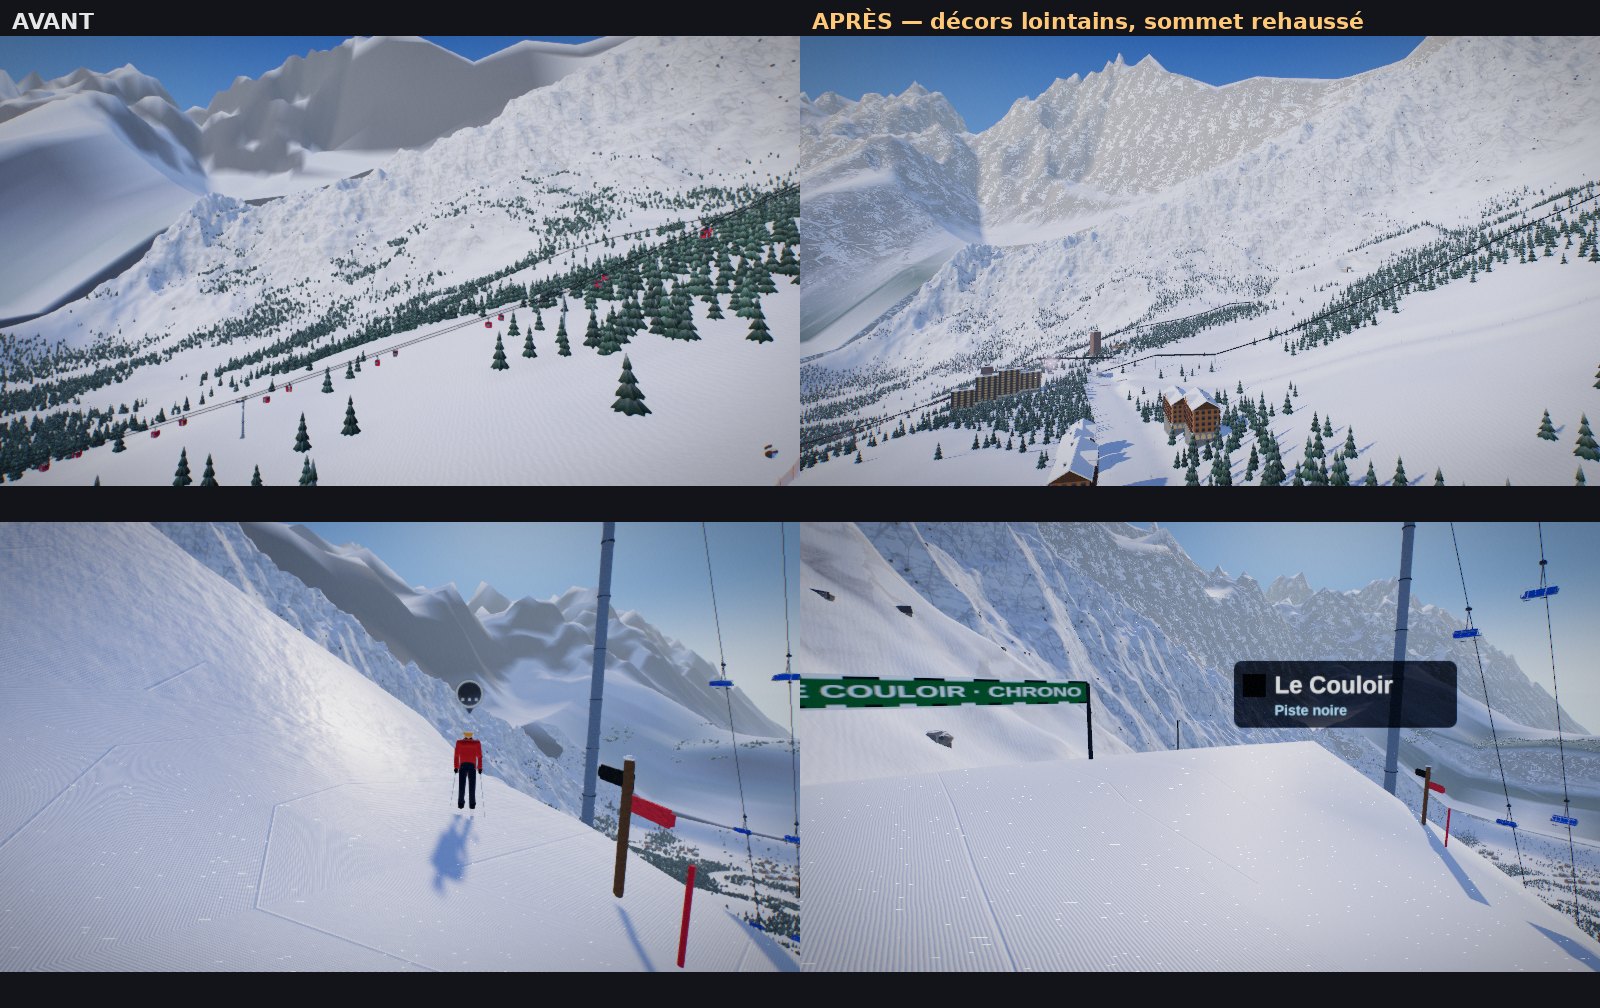 AVANT
APRÈS — décors lointains, sommet rehaussé
COULOIR · CHRONO
Le Couloir
Piste noire